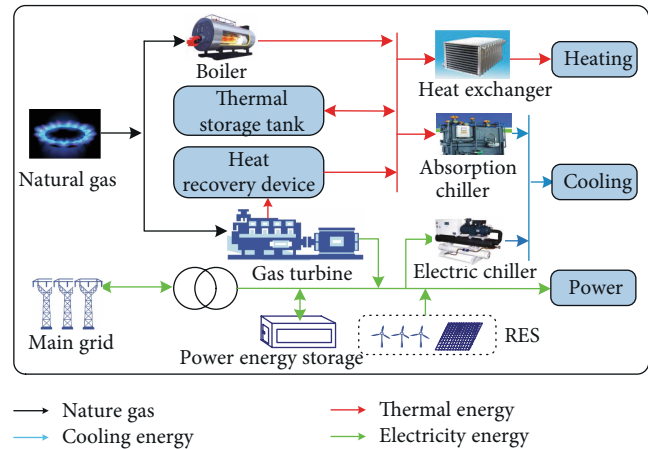 Boiler
Heat exchanger
Heating
Thermal
storage tank
Natural gas
Heat
recovery device
Absorption
chiller
Cooling
Gas turbine
Electric chiller
Main grid
Power
Power energy storage
RES
Nature gas
Thermal energy
Cooling energy
Electricity energy